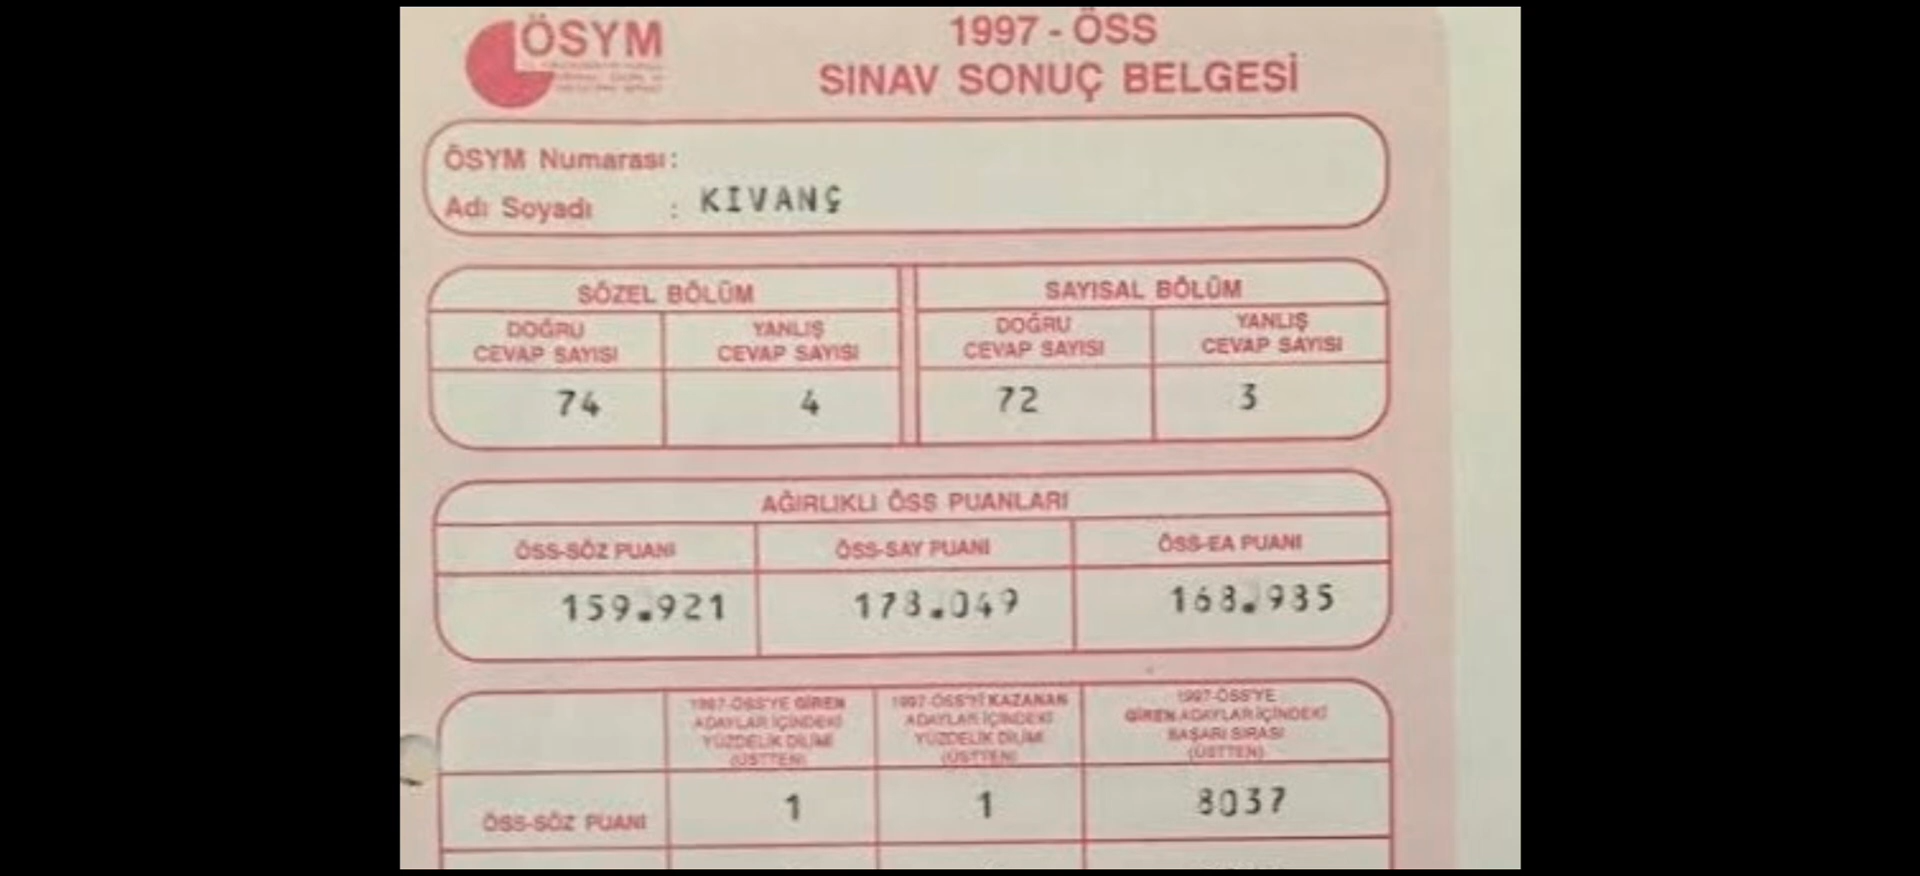 ÖSYM
1997 - ÖSS
SINAV SONUÇ BELGESİ
ÖSYM Numarası:
Adı Soyadı : KIVANÇ
SÖZEL BÖLÜM SAYISAL BÖLÜM
DOĞRU YANLIŞ DOĞRU YANLIŞ
CEVAP SAYISI CEVAP SAYISI CEVAP SAYISI CEVAP SAYISI
74 4 72 3
AĞIRLIKLI ÖSS PUANLARI
ÖSS-SÖZ PUANI ÖSS-SAY PUANI ÖSS-EA PUANI
159.921 178.049 168.985
1997-ÖSS'YE GİREN 1997-ÖSS'Yİ KAZANAN 1997-ÖSS'YE
ADAYLAR İÇİNDEKİ ADAYLAR İÇİNDEKİ GİREN ADAYLAR İÇİNDEKİ
YÜZDELİK DİLİMİ YÜZDELİK DİLİMİ BAŞARI SIRASI
(ÜSTTEN) (ÜSTTEN) (ÜSTTEN)
ÖSS-SÖZ PUANI 1 1 8037